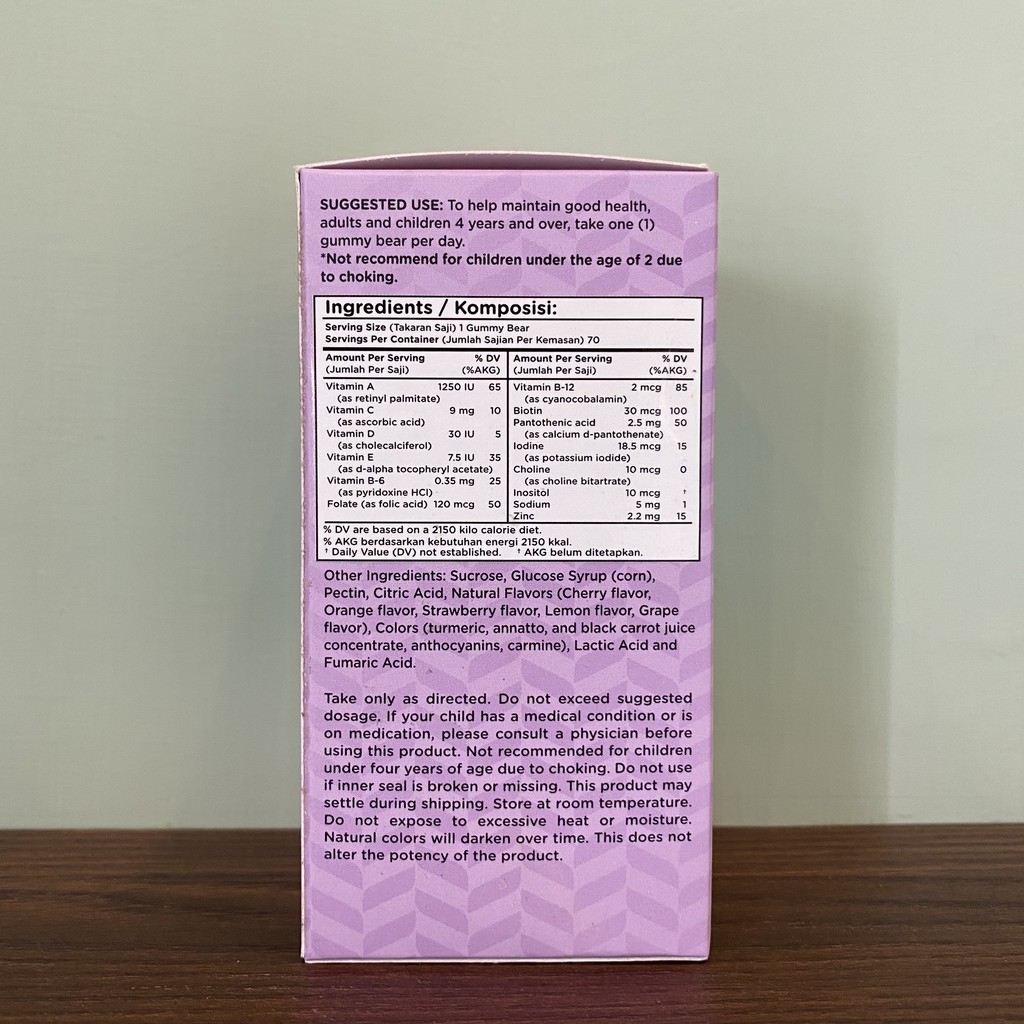 SUGGESTED USE: To help maintain good health,
adults and children 4 years and over, take one (1)
gummy bear per day.
*Not recommend for children under the age of 2 due
to choking.
Ingredients / Komposisi:
Serving Size (Takaran Saji) 1 Gummy Bear
Servings Per Container (Jumlah Sajian Per Kemasan) 70
Amount Per Serving % DV
(Jumlah Per Saji) (%AKG)
Vitamin A 1250 IU 65
(as retinyl palmitate)
Vitamin C 9 mg 10
(as ascorbic acid)
Vitamin D 30 IU 5
(as cholecalciferol)
Vitamin E 7.5 IU 35
(as d-alpha tocopheryl acetate)
Vitamin B-6 0.35 mg 25
(as pyridoxine HCl)
Folate (as folic acid) 120 mcg 50
Amount Per Serving % DV
(Jumlah Per Saji) (%AKG)
Vitamin B-12 2 mcg 85
(as cyanocobalamin)
Biotin 30 mcg 100
Pantothenic acid 2.5 mg 50
(as calcium d-pantothenate)
Iodine 18.5 mcg 15
(as potassium iodide)
Choline 10 mcg 0
(as choline bitartrate)
Inositol 10 mcg †
Sodium 5 mg 1
Zinc 2.2 mg 15
% DV are based on a 2150 kilo calorie diet.
% AKG berdasarkan kebutuhan energi 2150 kkal.
† Daily Value (DV) not established. † AKG belum ditetapkan.
Other Ingredients: Sucrose, Glucose Syrup (corn),
Pectin, Citric Acid, Natural Flavors (Cherry flavor,
Orange flavor, Strawberry flavor, Lemon flavor, Grape
flavor), Colors (turmeric, annatto, and black carrot juice
concentrate, anthocyanins, carmine), Lactic Acid and
Fumaric Acid.
Take only as directed. Do not exceed suggested
dosage. If your child has a medical condition or is
on medication, please consult a physician before
using this product. Not recommended for children
under four years of age due to choking. Do not use
if inner seal is broken or missing. This product may
settle during shipping. Store at room temperature.
Do not expose to excessive heat or moisture.
Natural colors will darken over time. This does not
alter the potency of the product.